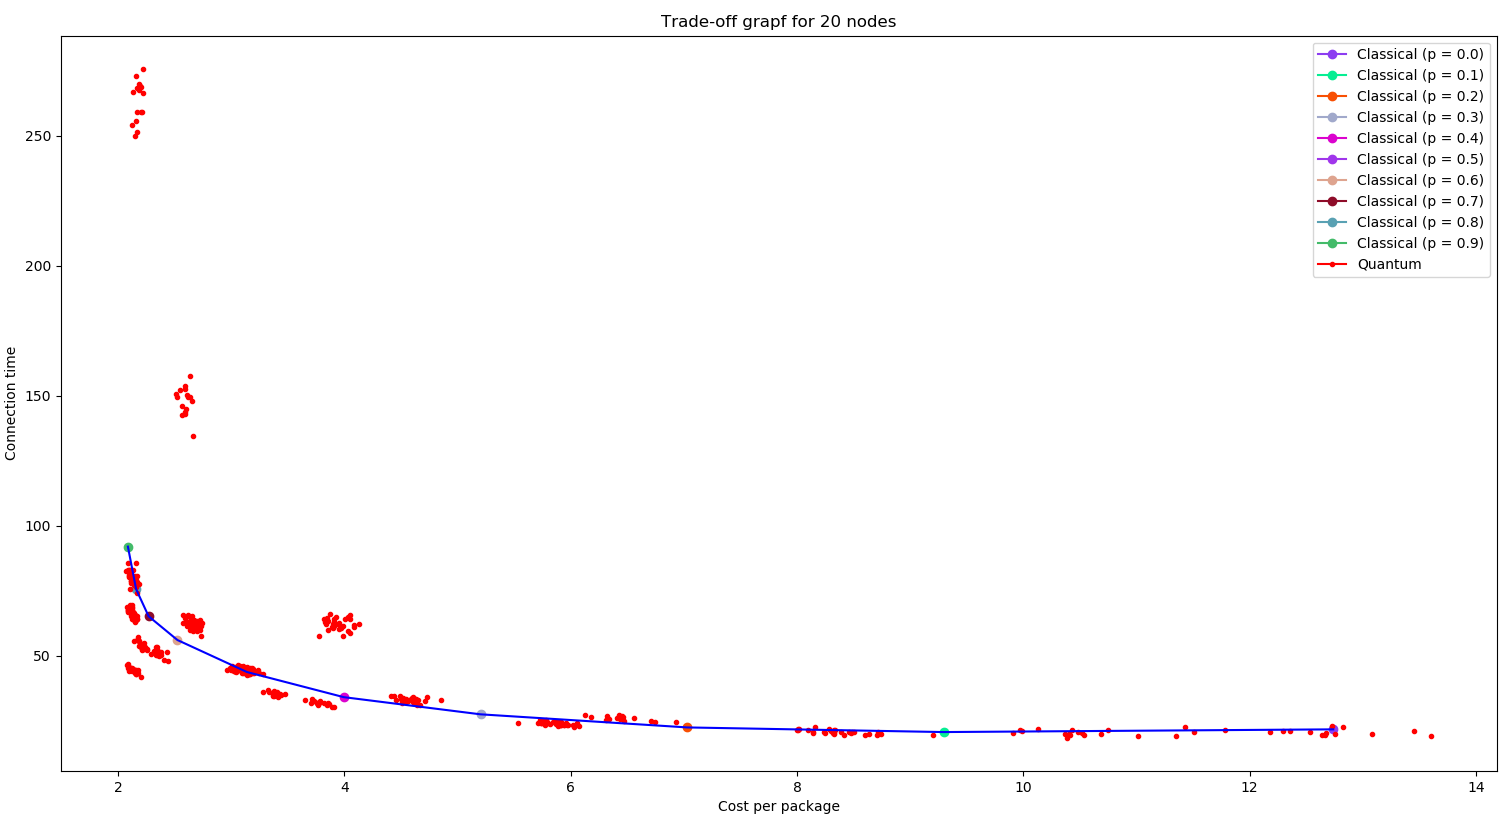 Trade-off grapf for 20 nodes
Classical (p = 0.0)
Classical (p = 0.1)
Classical (p = 0.2)
Classical (p = 0.3)
Classical (p = 0.4)
Classical (p = 0.5)
Classical (p = 0.6)
Classical (p = 0.7)
Classical (p = 0.8)
Classical (p = 0.9)
Quantum
Connection time
250
200
150
100
50
2 4 6 8 10 12 14
Cost per package